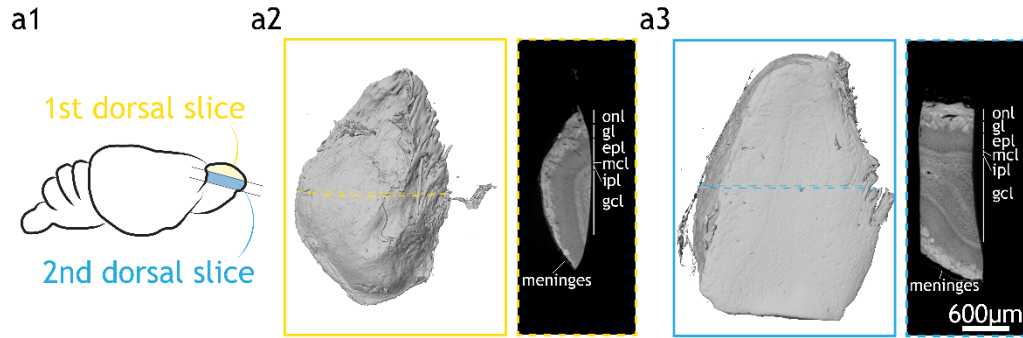 a1
1st dorsal slice
2nd dorsal slice
a2
onl
gl
epl
mcl
ipl
gcl
meninges
a3
onl
gl
epl
mcl
ipl
gcl
meninges
600µm